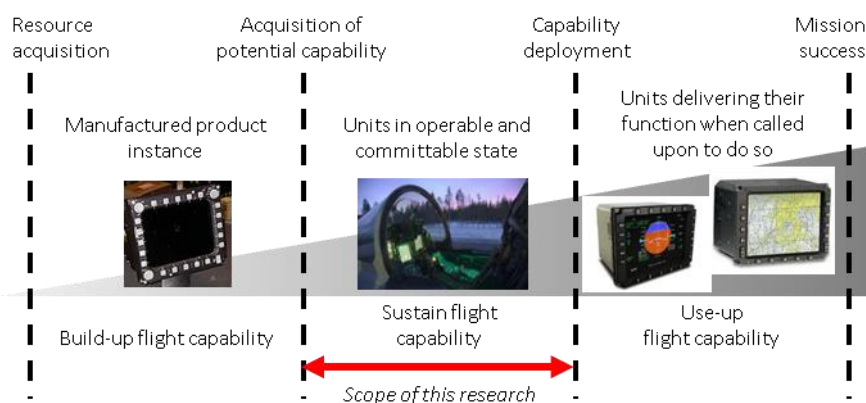 Resource
acquisition
Acquisition of
potential capability
Capability
deployment
Mission
success
Manufactured product
instance
Units in operable and
committable state
Units delivering their
function when called
upon to do so
Build-up flight capability
Sustain flight
capability
Use-up
flight capability
Scope of this research